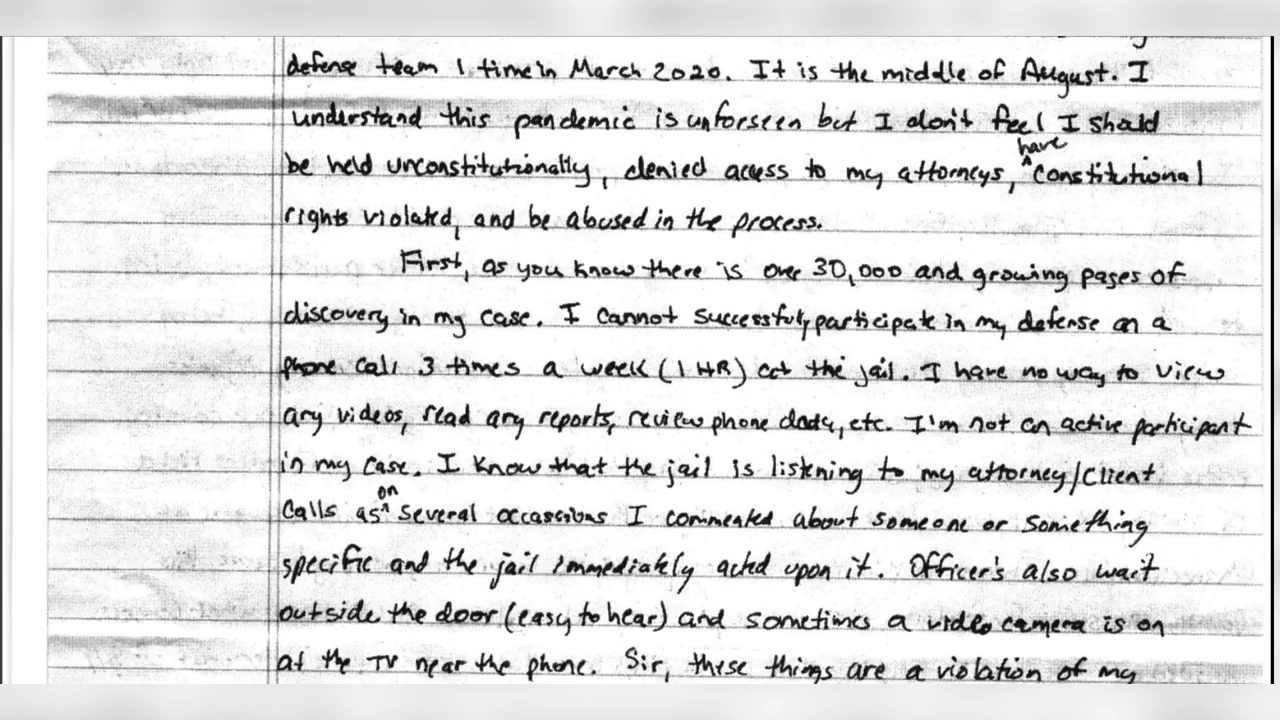 defense team 1 time in March 2020. It is the middle of August. I
understand this pandemic is unforseen but I don't feel I should
be held unconstitutionally, denied access to my attorneys, have constitutional
rights violated, and be abused in the process.
First, as you know there is over 30,000 and growing pages of
discovery in my case. I cannot successfuly participate in my defense on a
phone call 3 times a week (1 HR) at the jail. I have no way to view
any videos, read any reports, review phone data, etc. I'm not an active participant
in my case. I know that the jail is listening to my attorney/client
calls as on several occassions I commented about someone or something
specific and the jail immediately acted upon it. Officer's also wait
outside the door (easy to hear) and sometimes a video camera is on
at the TV near the phone. Sir, these things are a violation of my